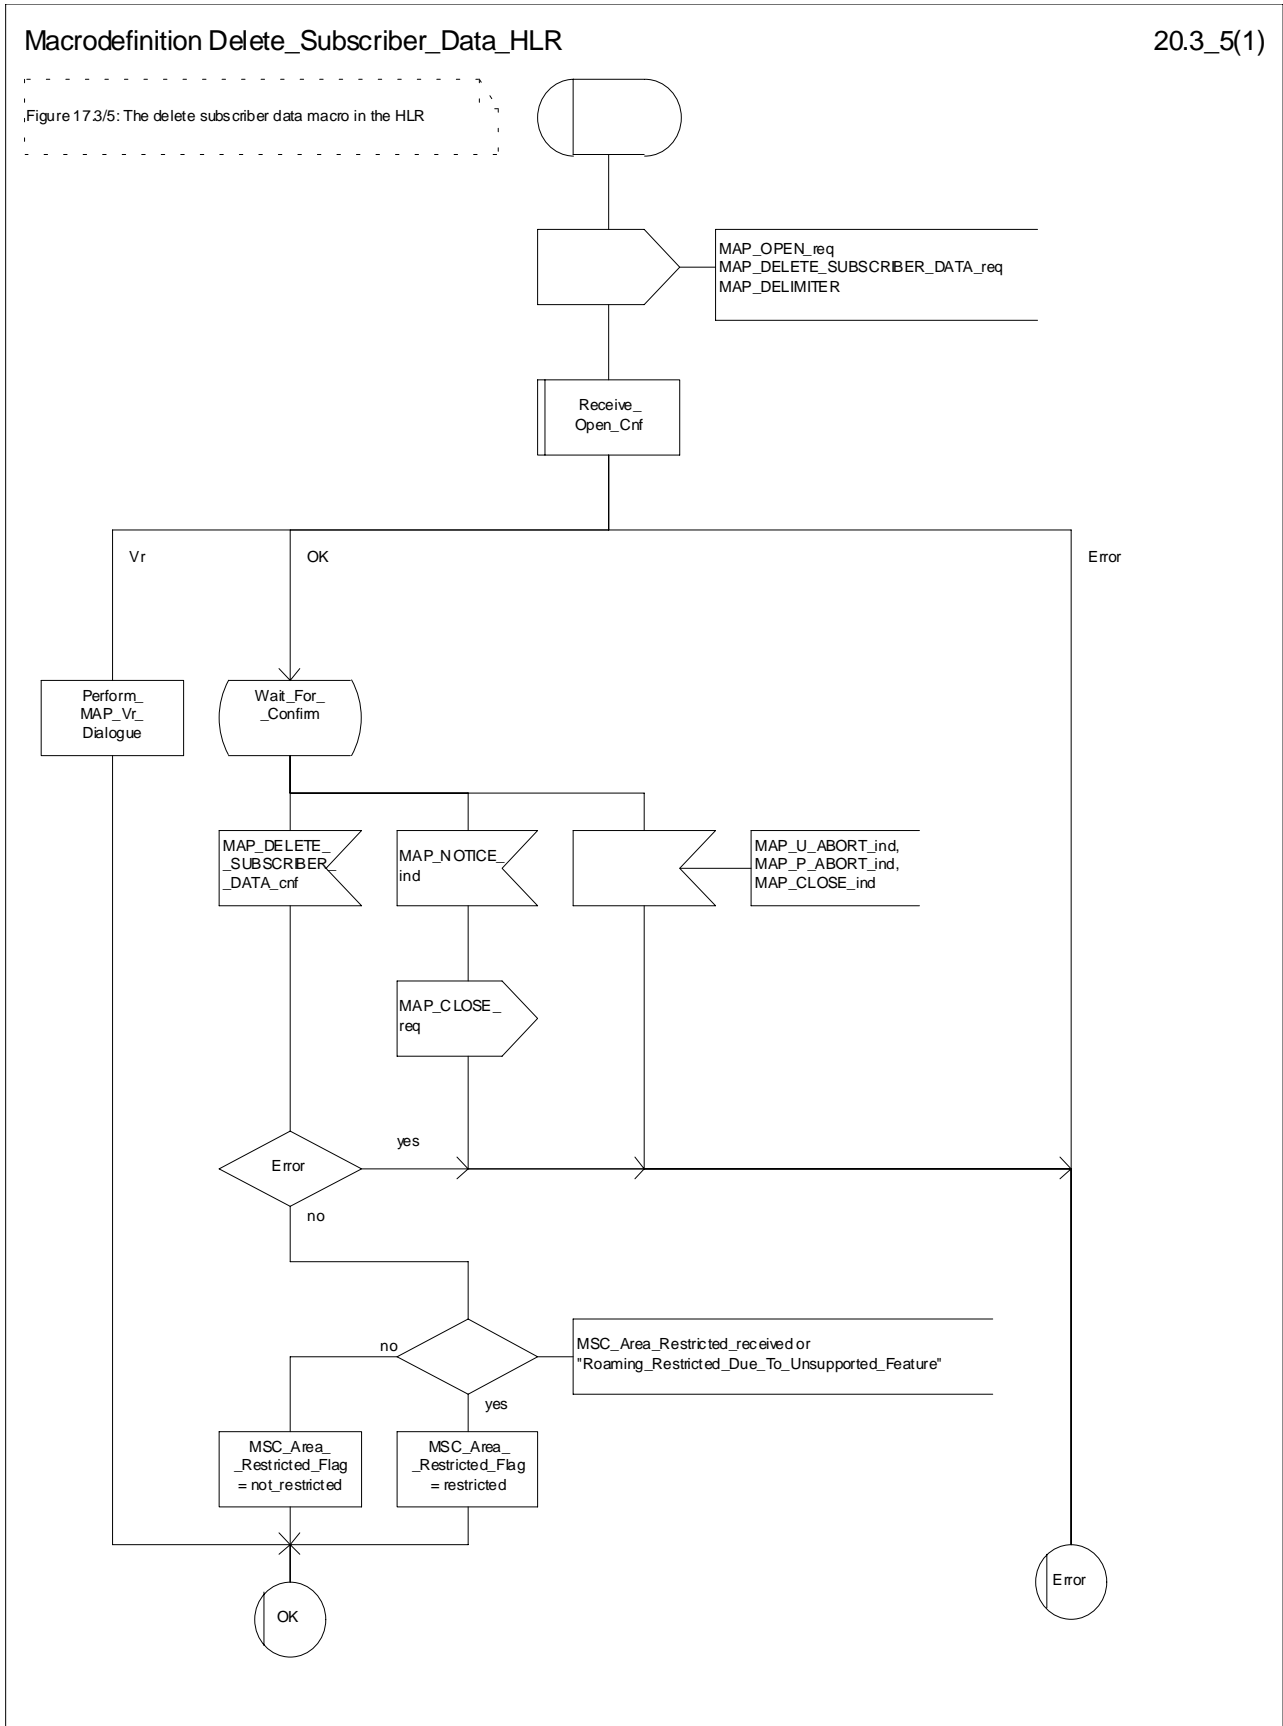 Macrodefinition Delete_Subscriber_Data_HLR
20.3_5(1)
Figure 17.3/5: The delete subscriber data macro in the HLR
MAP_OPEN_req
MAP_DELETE_SUBSCRIBER_DATA_req
MAP_DELIMITER
Receive_
Open_Cnf
Vr
OK
Error
Perform_
MAP_Vr_
Dialogue
Wait_For_
_Confirm
MAP_DELETE_
_SUBSCRIBER_
_DATA_cnf
MAP_NOTICE_
ind
MAP_U_ABORT_ind,
MAP_P_ABORT_ind,
MAP_CLOSE_ind
MAP_CLOSE_
req
Error
yes
no
no
MSC_Area_Restricted_received or
"Roaming_Restricted_Due_To_Unsupported_Feature"
yes
MSC_Area_
_Restricted_Flag
= not_restricted
MSC_Area_
_Restricted_Flag
= restricted
OK
Error